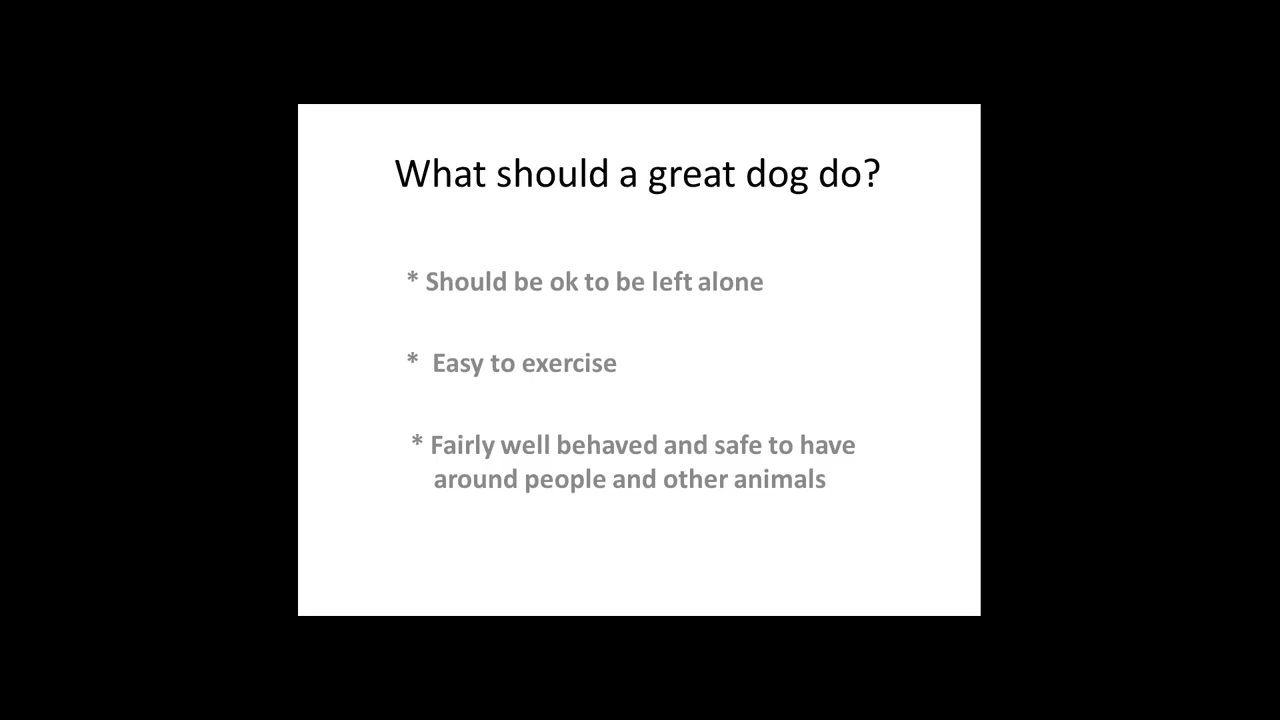 What should a great dog do?
* Should be ok to be left alone
* Easy to exercise
* Fairly well behaved and safe to have
around people and other animals